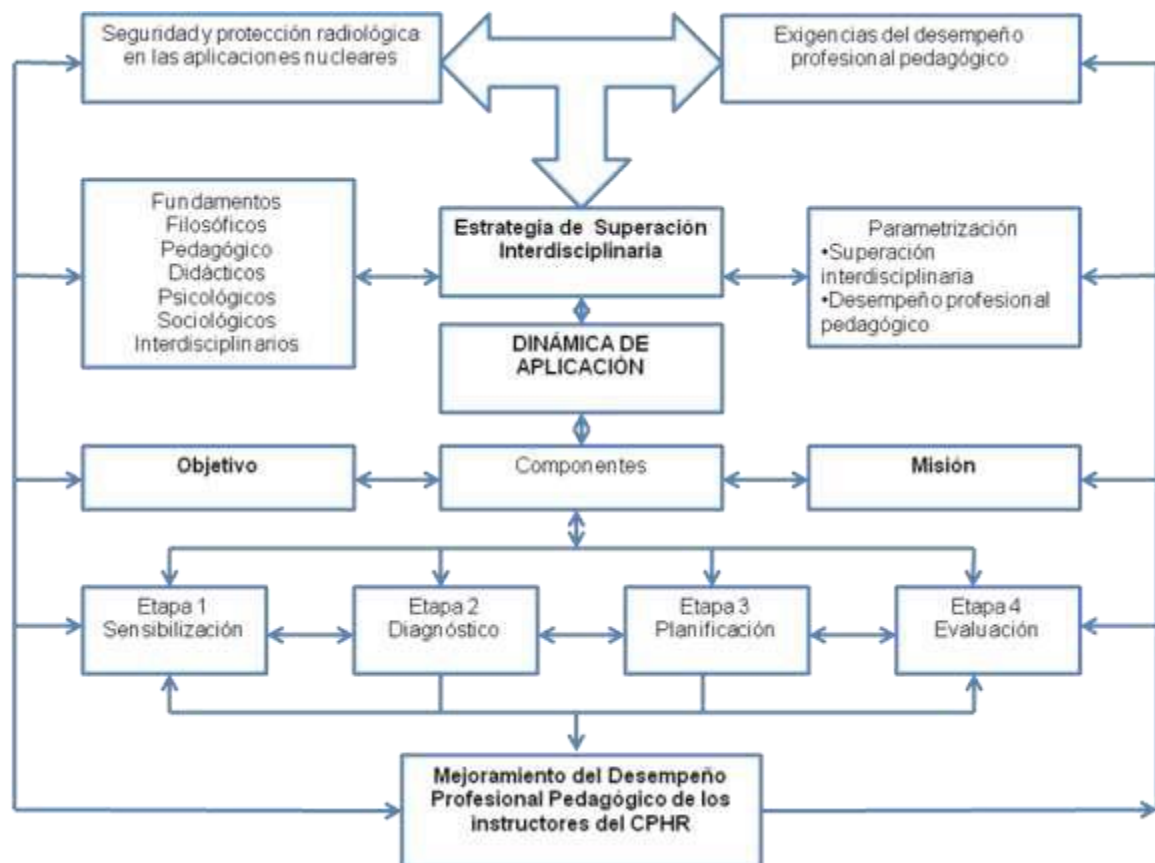 Seguridad y protección radiológica
en las aplicaciones nucleares
Exigencias del desempeño
profesional pedagógico
Fundamentos
Filosóficos
Pedagógico
Didácticos
Psicológicos
Sociológicos
Interdisciplinarios
Estrategia de Superación
Interdisciplinaria
Parametrización
•Superación
interdisciplinaria
•Desempeño profesional
pedagógico
DINÁMICA DE
APLICACIÓN
Objetivo
Componentes
Misión
Etapa 1
Sensibilización
Etapa 2
Diagnóstico
Etapa 3
Planificación
Etapa 4
Evaluación
Mejoramiento del Desempeño
Profesional Pedagógico de los
instructores del CPHR